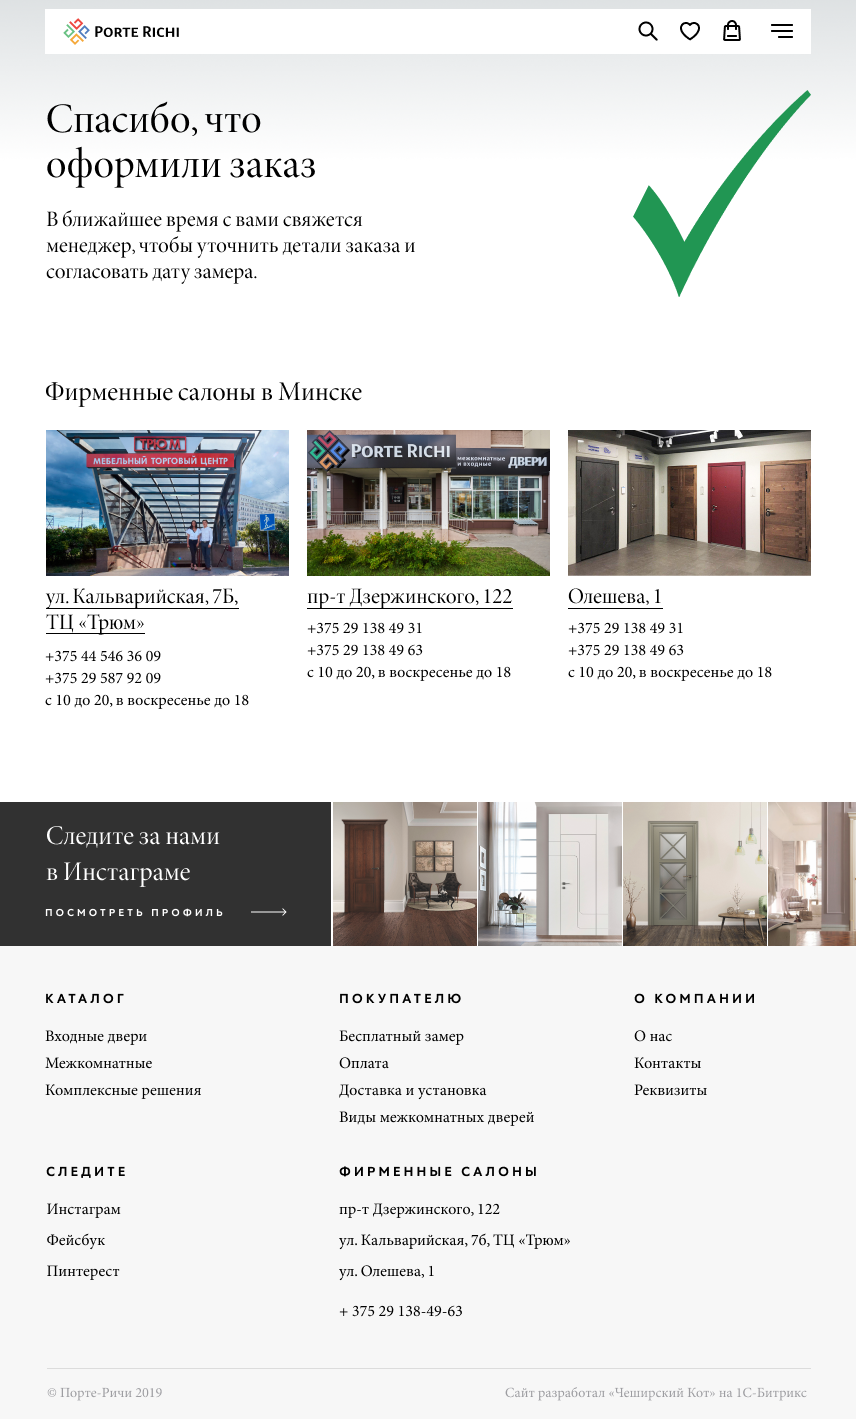 PORTE RICHI
Спасибо, что
оформили заказ
В ближайшее время с вами свяжется
менеджер, чтобы уточнить детали заказа и
согласовать дату замера.
Фирменные салоны в Минске
ТРЮМ
МЕБЕЛЬНЫЙ ТОРГОВЫЙ ЦЕНТР
PORTE RICHI
межкомнатные
и входные
ДВЕРИ
ул. Кальварийская, 7Б,
ТЦ «Трюм»
+375 44 546 36 09
+375 29 587 92 09
с 10 до 20, в воскресенье до 18
пр-т Дзержинского, 122
+375 29 138 49 31
+375 29 138 49 63
с 10 до 20, в воскресенье до 18
Олешева, 1
+375 29 138 49 31
+375 29 138 49 63
с 10 до 20, в воскресенье до 18
Следите за нами
в Инстаграме
ПОСМОТРЕТЬ ПРОФИЛЬ
КАТАЛОГ
Входные двери
Межкомнатные
Комплексные решения
ПОКУПАТЕЛЮ
Бесплатный замер
Оплата
Доставка и установка
Виды межкомнатных дверей
О КОМПАНИИ
О нас
Контакты
Реквизиты
СЛЕДИТЕ
Инстаграм
Фейсбук
Пинтерест
ФИРМЕННЫЕ САЛОНЫ
пр-т Дзержинского, 122
ул. Кальварийская, 7б, ТЦ «Трюм»
ул. Олешева, 1
+ 375 29 138-49-63
© Порте-Ричи 2019
Сайт разработал «Чеширский Кот» на 1С-Битрикс